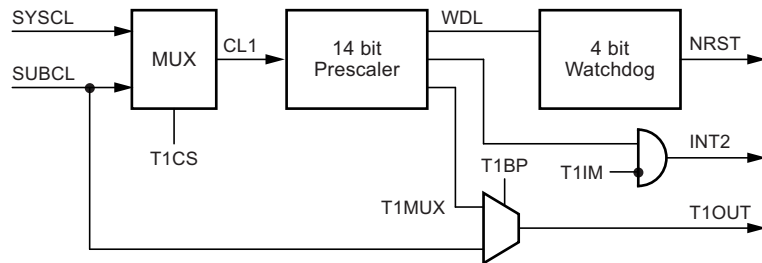 SYSCL
SUBCL
MUX
T1CS
CL1
14 bit
Prescaler
WDL
4 bit
Watchdog
NRST
INT2
T1IM
T1BP
T1MUX
T1OUT